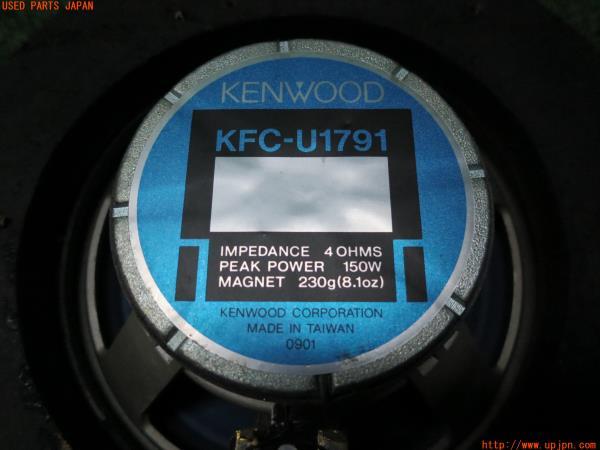 USED PARTS JAPAN
KENWOOD
KFC-U1791
IMPEDANCE 4 OHMS
PEAK POWER 150W
MAGNET 230g(8.1oz)
KENWOOD CORPORATION
MADE IN TAIWAN
0901
http://www.upjpn.com/